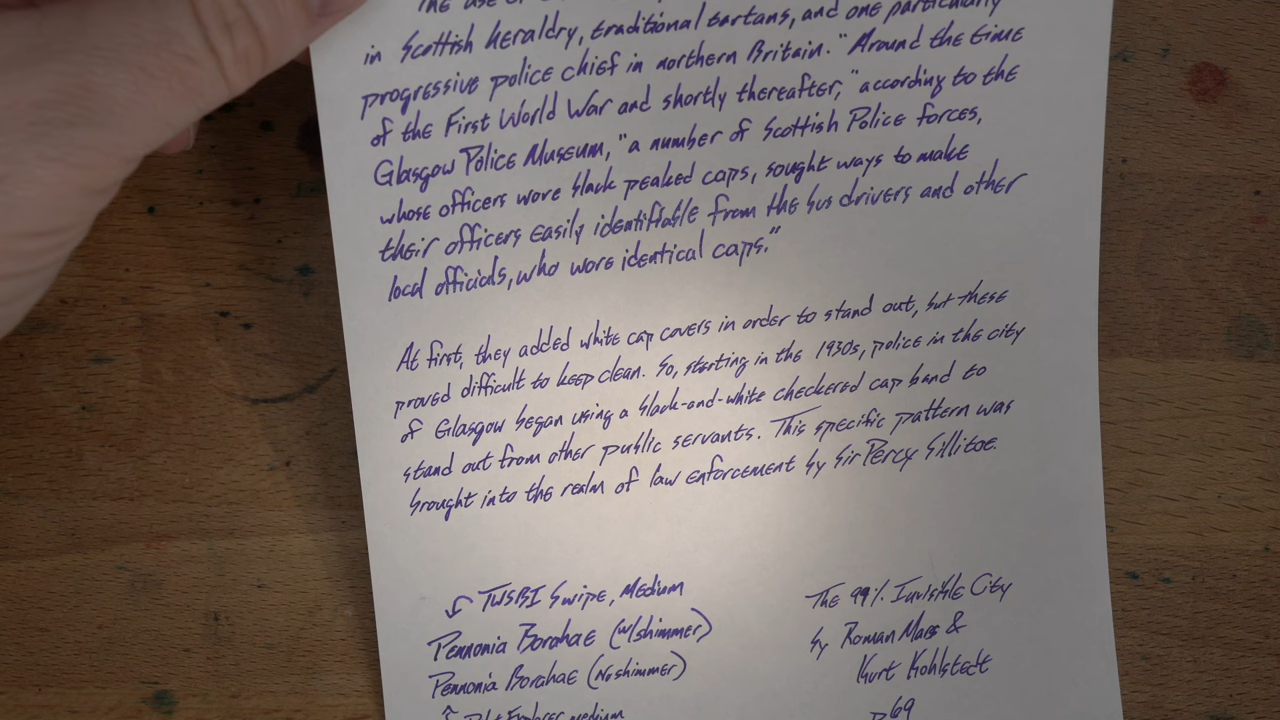 The use of
in Scottish heraldry, traditional tartans, and one particularly
progressive police chief in northern Britain. "Around the time
of the First World War and shortly thereafter," according to the
Glasgow Police Museum, "a number of Scottish Police forces,
whose officers wore black peaked caps, sought ways to make
their officers easily identifiable from the bus drivers and other
local officials, who wore identical caps."
At first, they added white cap covers in order to stand out, but these
proved difficult to keep clean. So, starting in the 1930s, police in the city
of Glasgow began using a black-and-white checkered cap band to
stand out from other public servants. This specific pattern was
brought into the realm of law enforcement by Sir Percy Sillitoe.
TWSBI Swipe, Medium
Pennonia Borahae (w/shimmer)
Pennonia Borahae (No shimmer)
Pilot Explorer, medium
The 99% Invisible City
by Roman Mars &
Kurt Kohlstedt
p 69